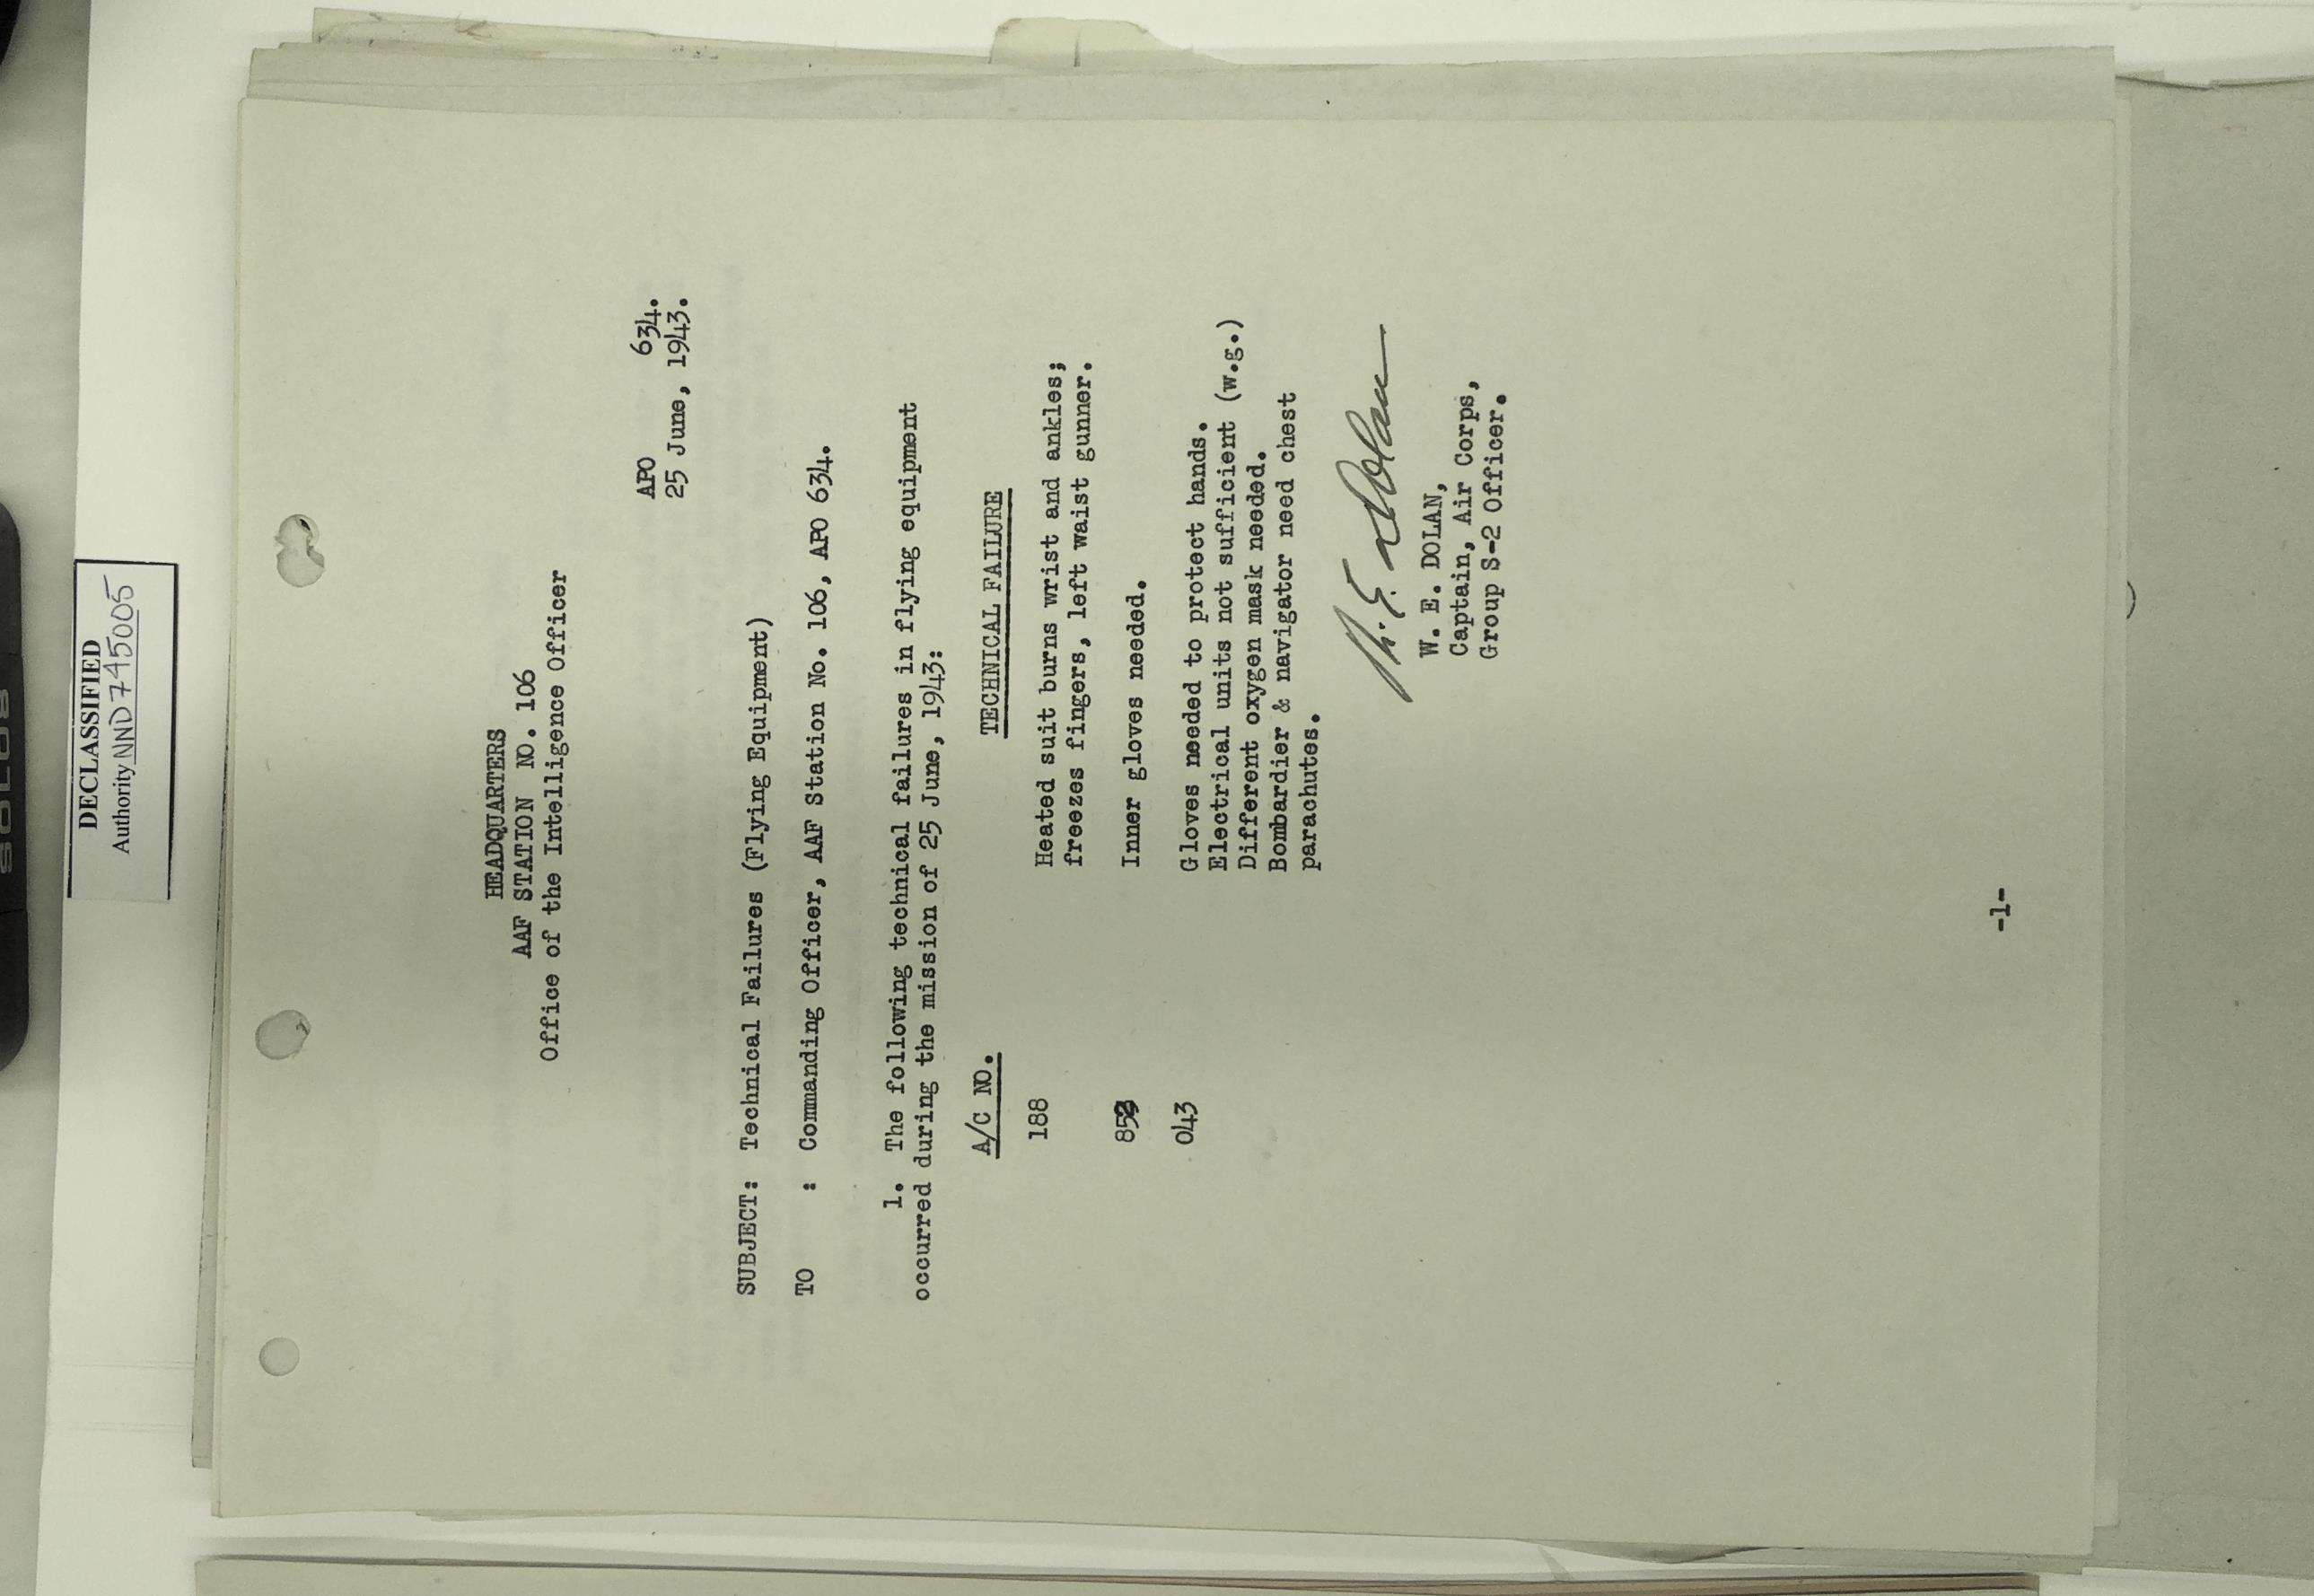 DECLASSIFIED
Authority NND 745005
HEADQUARTERS
AAF STATION NO. 106
Office of the Intelligence Officer
APO 634.
25 June, 1943.
SUBJECT: Technical Failures (Flying Equipment)
TO : Commanding Officer, AAF Station No. 106, APO 634.
1. The following technical failures in flying equipment
occurred during the mission of 25 June, 1943:
A/C NO. TECHNICAL FAILURE
188 Heated suit burns wrist and ankles;
freezes fingers, left waist gunner.
Inner gloves needed.
043 Gloves needed to protect hands.
Electrical units not sufficient (w.g.)
Different oxygen mask needed.
Bombardier & navigator need chest
parachutes.
W. E. Dolan
W. E. DOLAN,
Captain, Air Corps,
Group S-2 Officer.
-1-